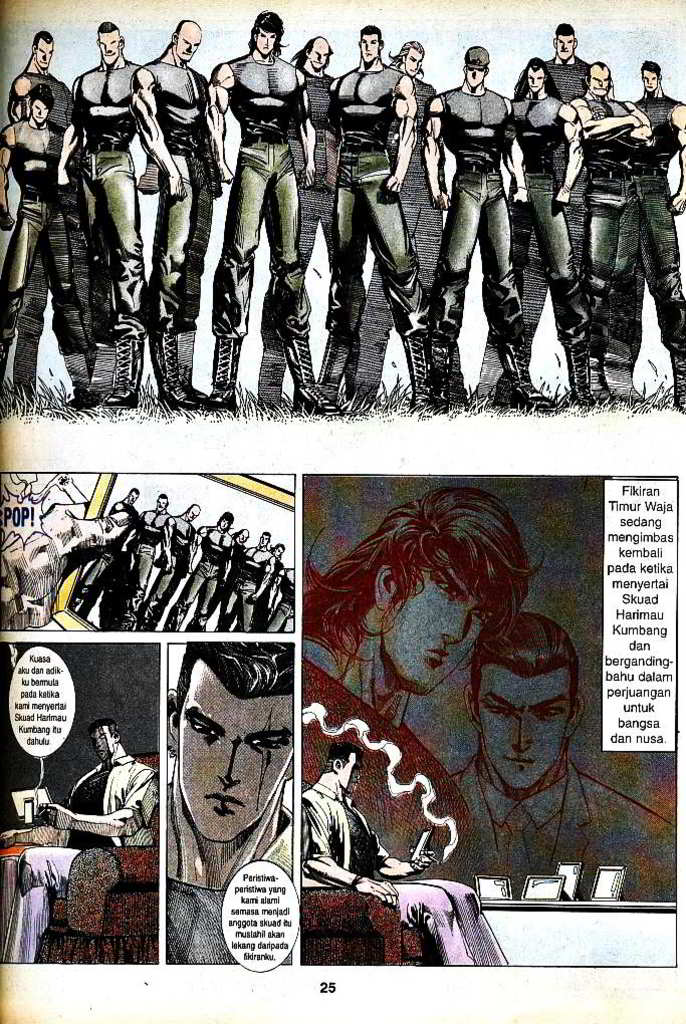 POP!
Fikiran
Timur Waja
sedang
mengimbas
kembali
pada ketika
menyertai
Skuad
Harimau
Kumbang
dan
berganding-
bahu dalam
perjuangan
untuk
bangsa
dan nusa.
Kuasa
aku dan adik-
ku bermula
pada ketika
kami menyertai
Skuad Harimau
Kumbang itu
dahulu.
Peristiwa-
peristiwa yang
kami alami
semasa menjadi
anggota skuad itu
mustahil akan
lekang daripada
fikiranku.
25